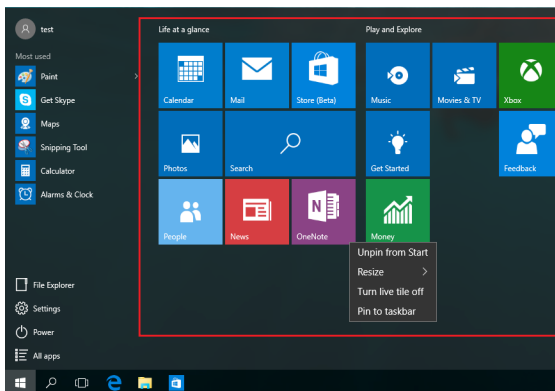 test
Most used
Paint
Get Skype
Maps
Snipping Tool
Calculator
Alarms & Clock
File Explorer
Settings
Power
All apps
Life at a glance
Play and Explore
Calendar
Mail
Store (Beta)
Music
Movies & TV
Xbox
Photos
Search
Get Started
Feedback
People
News
OneNote
Money
Unpin from Start
Resize
Turn live tile off
Pin to taskbar